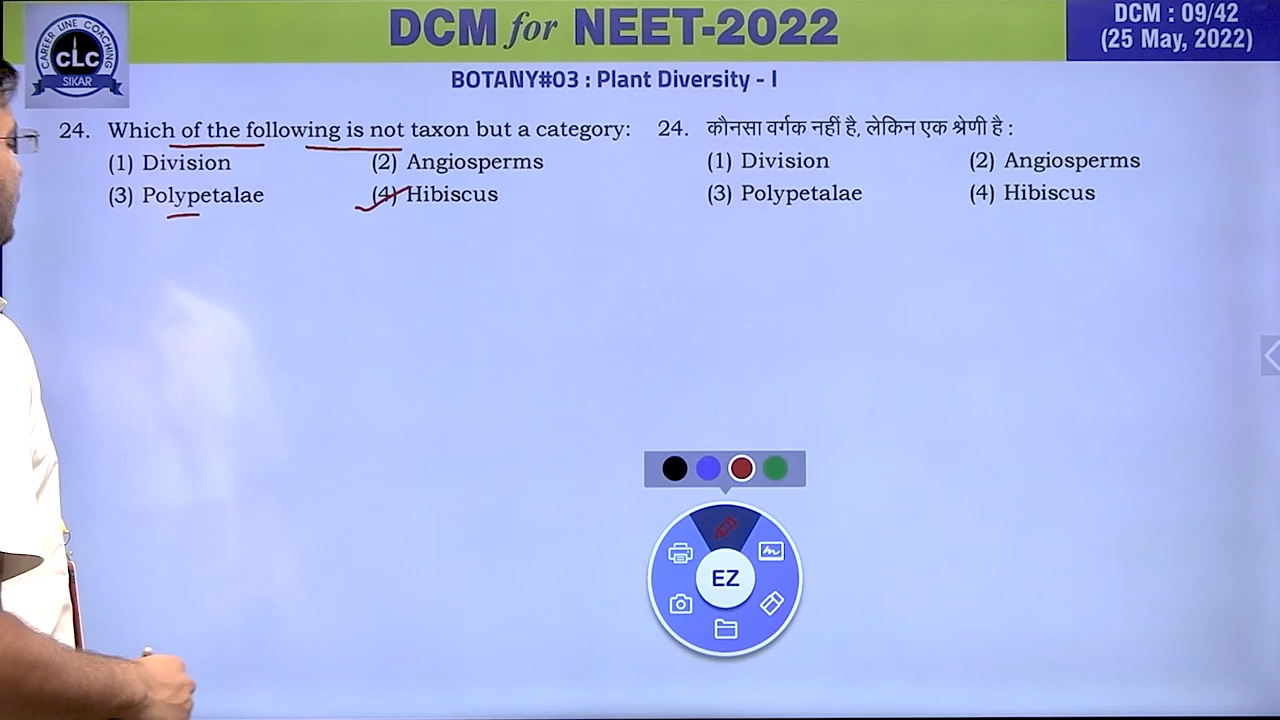 DCM for NEET-2022
DCM : 09/42
(25 May, 2022)
CAREER LINE COACHING
CLC
SIKAR
BOTANY#03 : Plant Diversity - I
24. Which of the following is not taxon but a category:
(1) Division (2) Angiosperms
(3) Polypetalae (4) Hibiscus
24. कौनसा वर्गक नहीं है, लेकिन एक श्रेणी है :
(1) Division (2) Angiosperms
(3) Polypetalae (4) Hibiscus
EZ